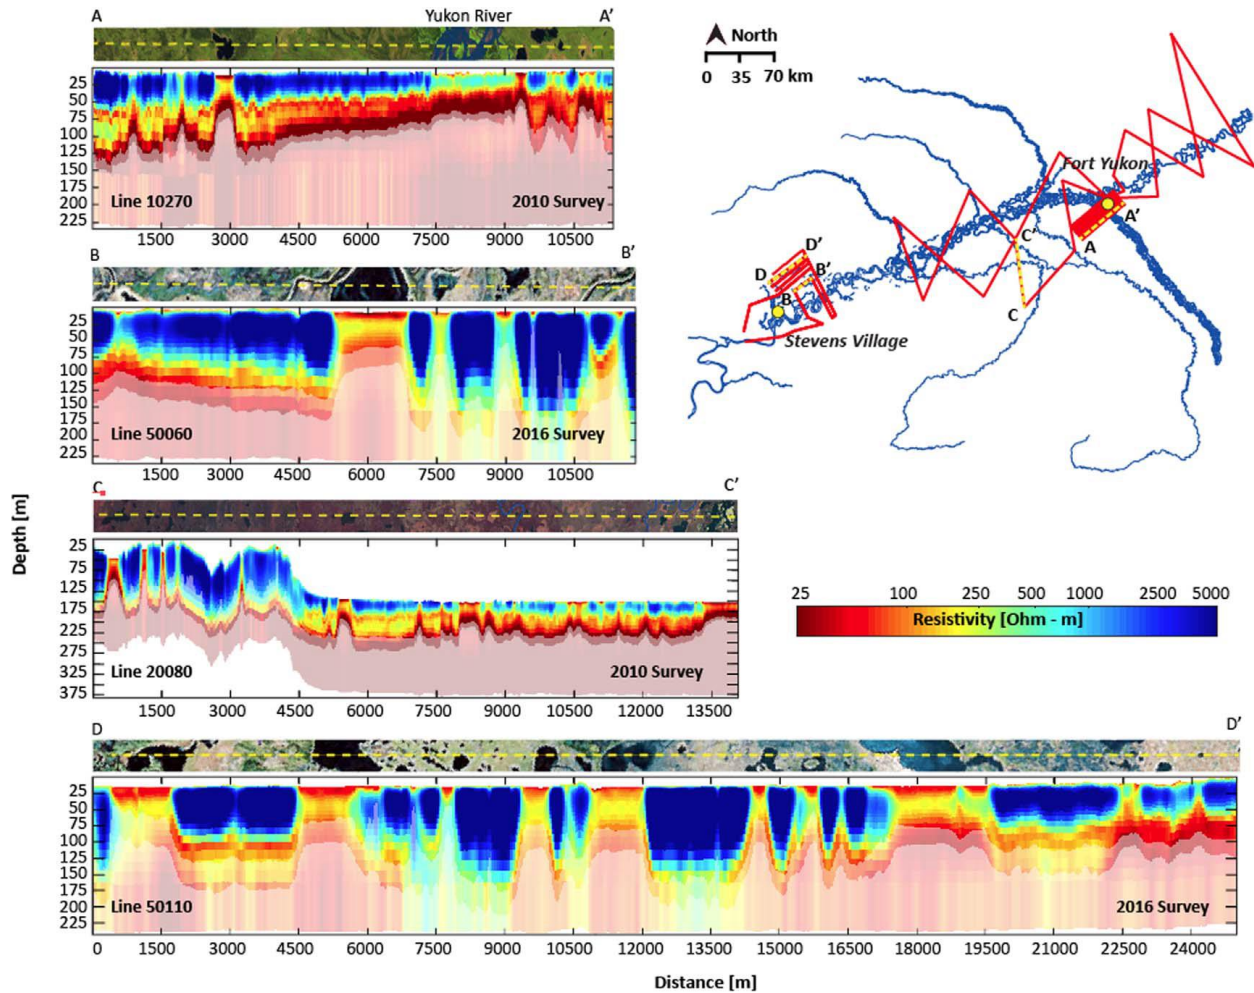 A Yukon River A’
25
50
75
100
125
150
175
200
225
Line 10270 2010 Survey
1500 3000 4500 6000 7500 9000 10500
B B’
25
50
75
100
125
150
175
200
225
Line 50060 2016 Survey
1500 3000 4500 6000 7500 9000 10500
C C’
25
75
125
175
225
275
325
375
Line 20080 2010 Survey
1500 3000 4500 6000 7500 9000 10500 12000 13500
D D’
25
50
75
100
125
150
175
200
225
Line 50110 2016 Survey
0 1500 3000 4500 6000 7500 9000 10500 12000 13500 15000 16500 18000 19500 21000 22500 24000
Depth [m]
Distance [m]
North
0 35 70 km
Fort Yukon
A’
A
C’
C
D’
D
B’
B
Stevens Village
25 100 250 500 1000 2500 5000
Resistivity [Ohm - m]